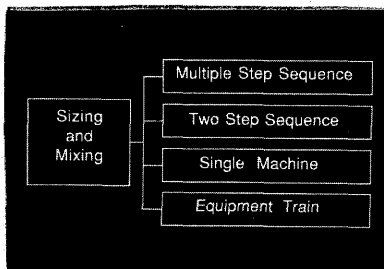 Sizing
and
Mixing
Multiple Step Sequence
Two Step Sequence
Single Machine
Equipment Train